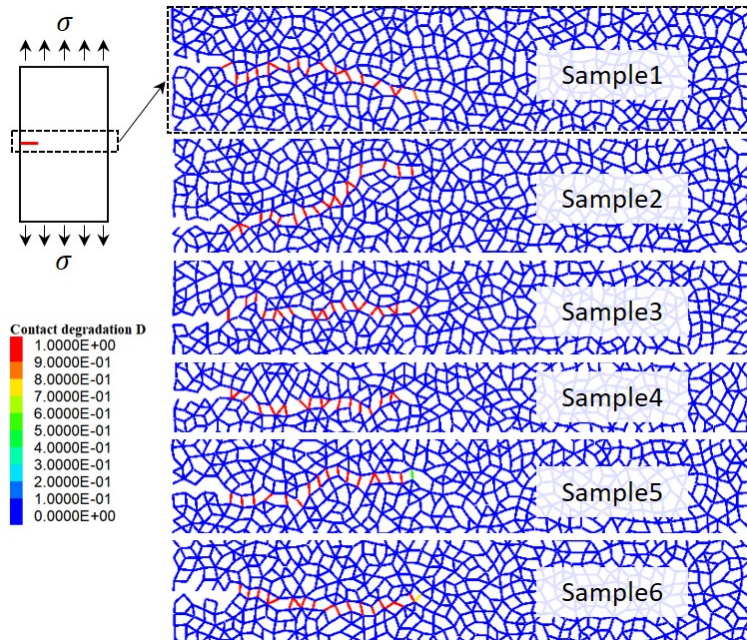 σ
σ
Contact degradation D
1.0000E+00
9.0000E-01
8.0000E-01
7.0000E-01
6.0000E-01
5.0000E-01
4.0000E-01
3.0000E-01
2.0000E-01
1.0000E-01
0.0000E+00
Sample1
Sample2
Sample3
Sample4
Sample5
Sample6